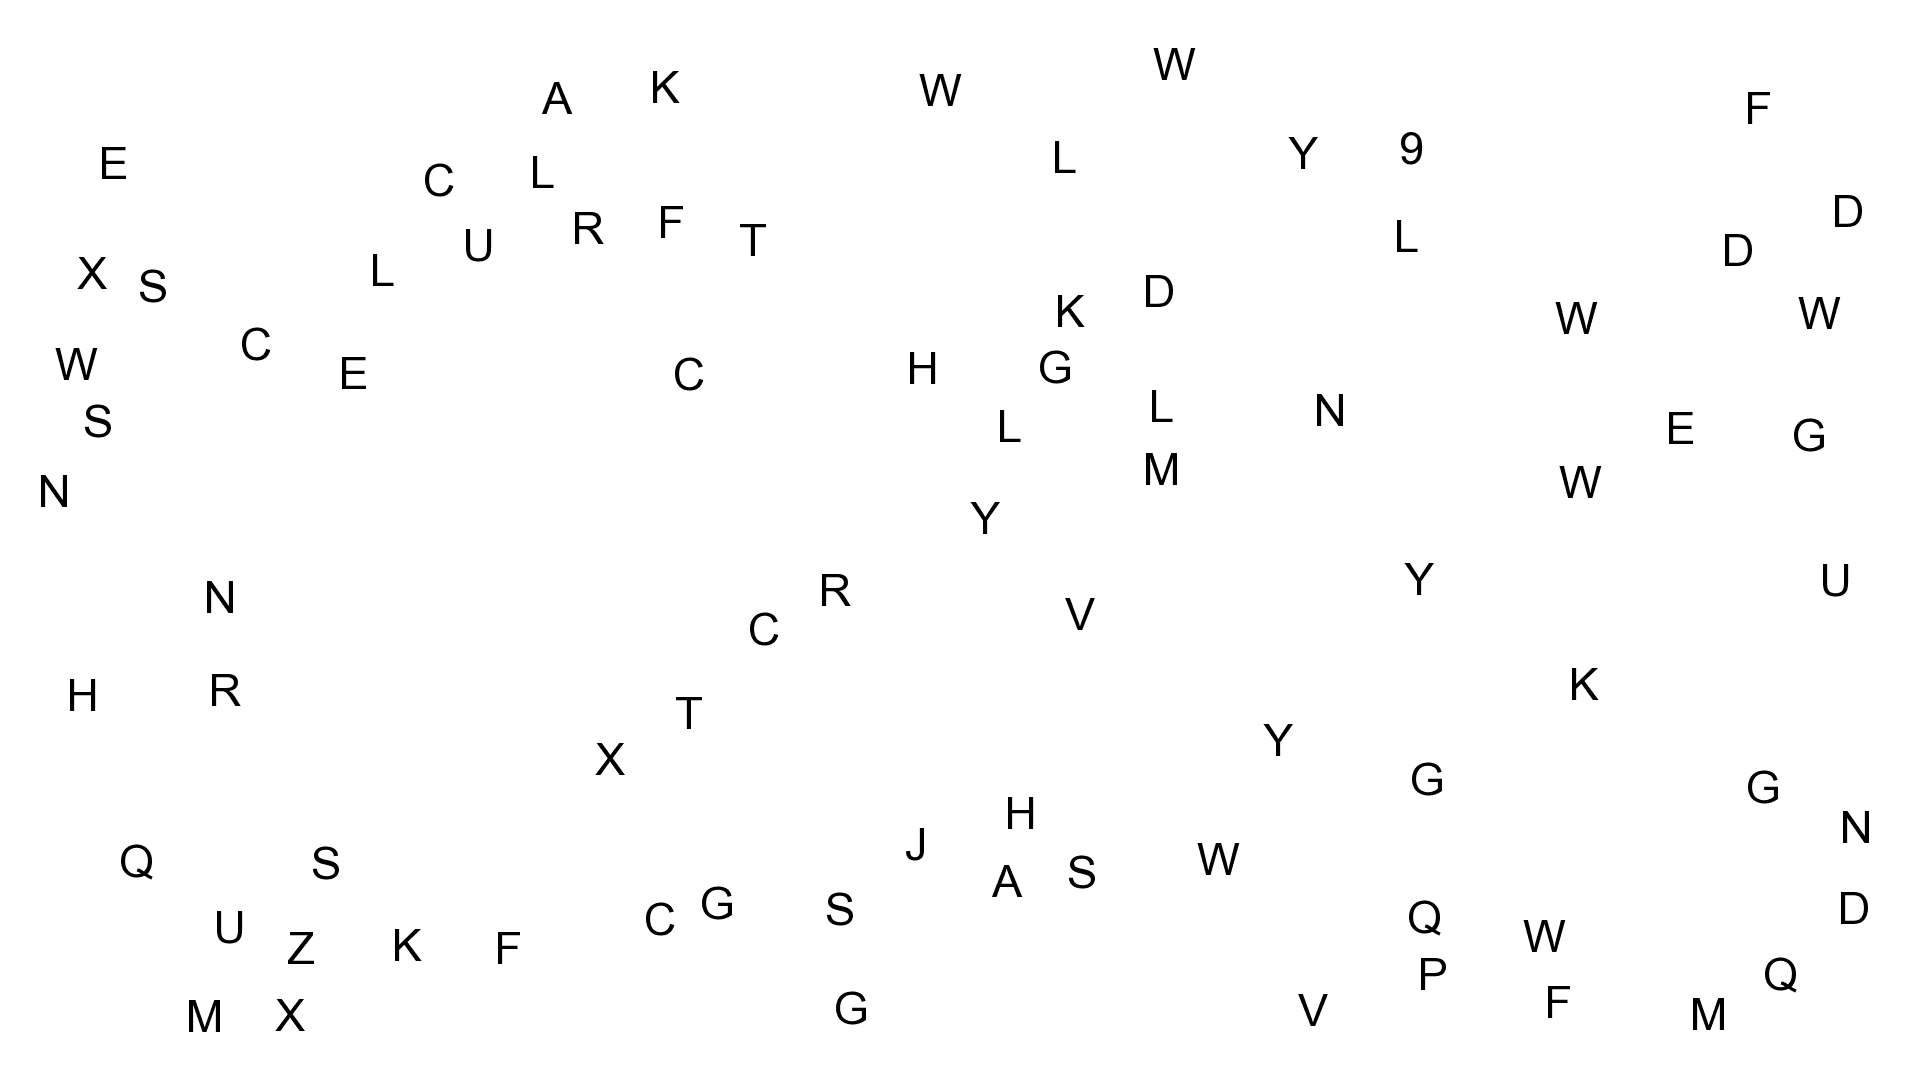 W
A K W
F
E L Y 9
C L
D
U R F T L D
X S L
K D W W
C
W E C H G
S L L N E G
M W
N Y
N R Y U
C V
H R K
T
X Y
G G
H N
Q S J W
A S
C G S Q D
U Z K F W
P Q
M X G V F M